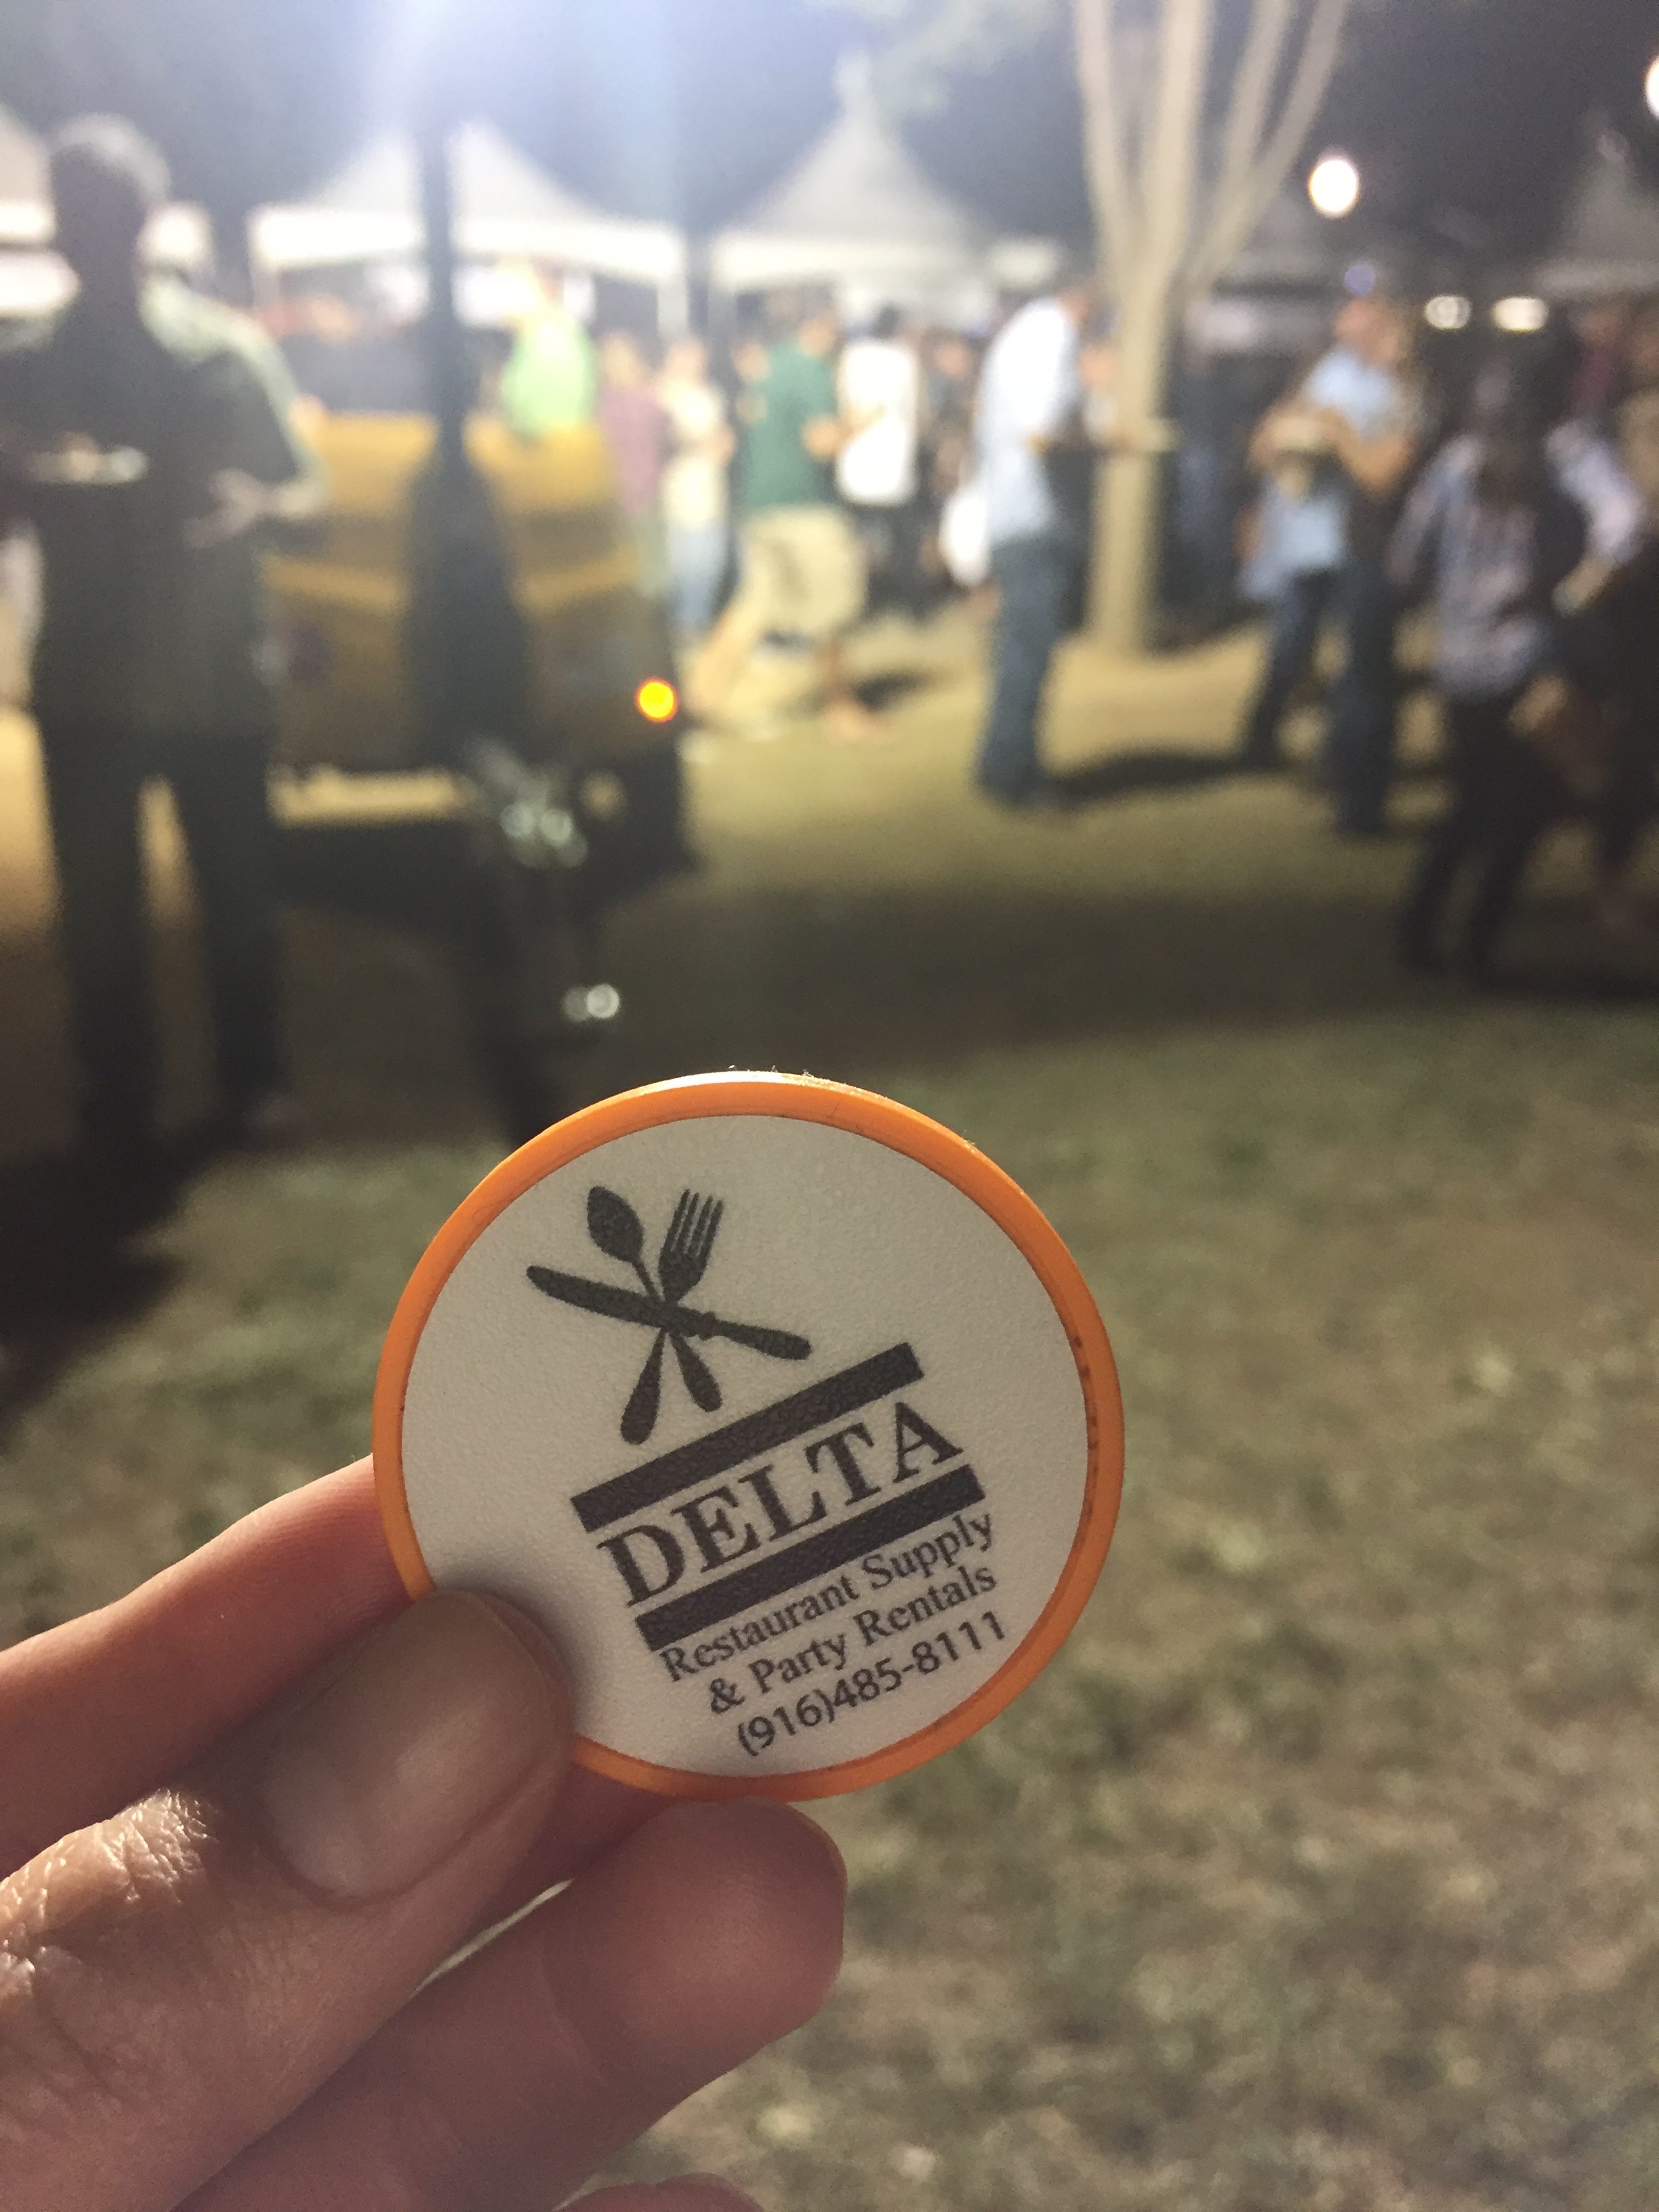 DELTA
Restaurant Supply
& Party Rentals
(916)485-8111